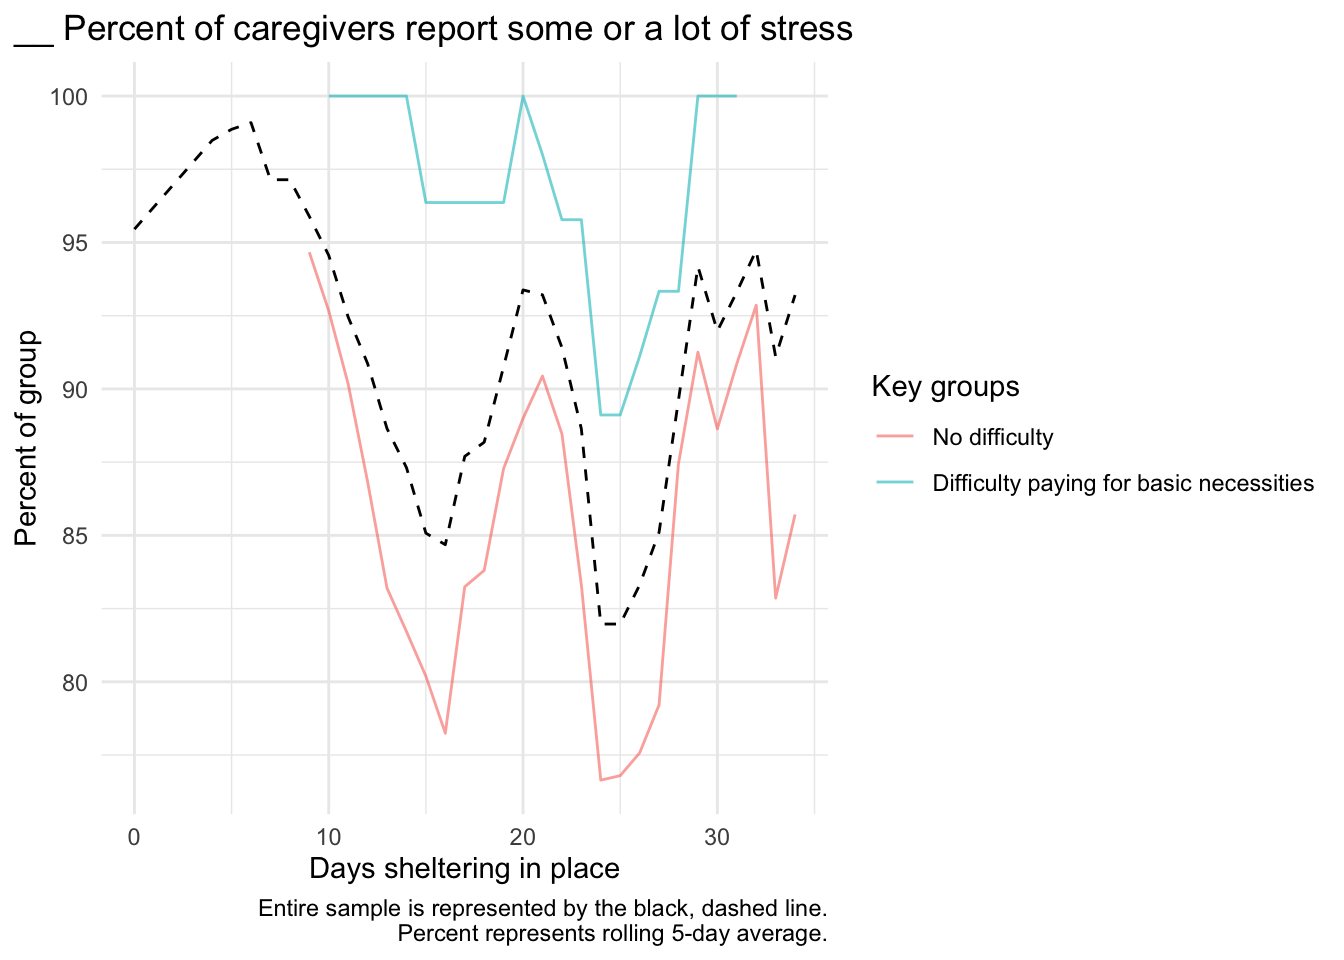 __ Percent of caregivers report some or a lot of stress
Percent of group
100
95
90
85
80
0 10 20 30
Days sheltering in place
Key groups
No difficulty
Difficulty paying for basic necessities
Entire sample is represented by the black, dashed line.
Percent represents rolling 5-day average.